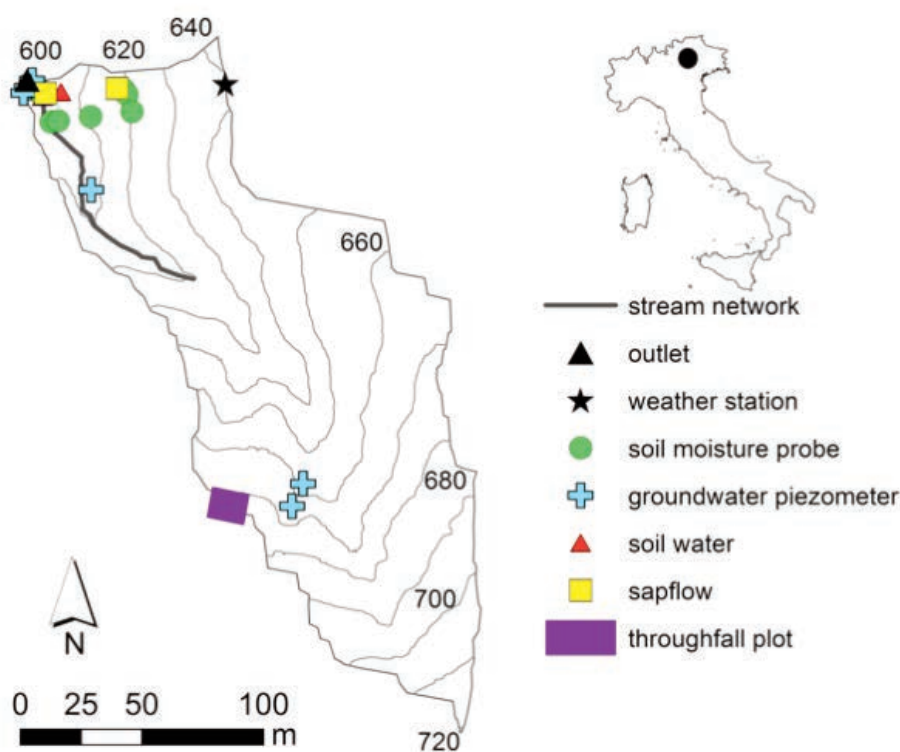 640
600
620
660
680
700
720
N
0 25 50 100
m
stream network
outlet
weather station
soil moisture probe
groundwater piezometer
soil water
sapflow
throughfall plot